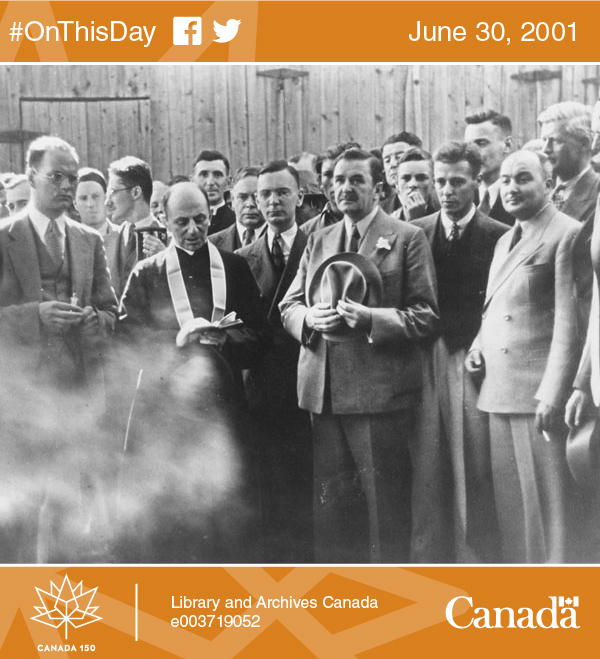 #OnThisDay
June 30, 2001
CANADA 150
Library and Archives Canada
e003719052
Canada